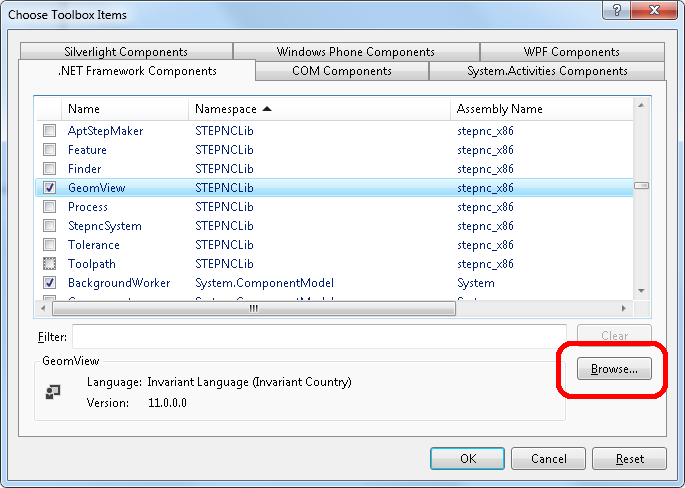 Choose Toolbox Items
Silverlight Components Windows Phone Components WPF Components
.NET Framework Components COM Components System.Activities Components
Name Namespace Assembly Name
AptStepMaker STEPNCLib stepnc_x86
Feature STEPNCLib stepnc_x86
Finder STEPNCLib stepnc_x86
GeomView STEPNCLib stepnc_x86
Process STEPNCLib stepnc_x86
StepncSystem STEPNCLib stepnc_x86
Tolerance STEPNCLib stepnc_x86
Toolpath STEPNCLib stepnc_x86
BackgroundWorker System.ComponentModel System
Filter: Clear
GeomView
Browse...
Language: Invariant Language (Invariant Country)
Version: 11.0.0.0
OK Cancel Reset